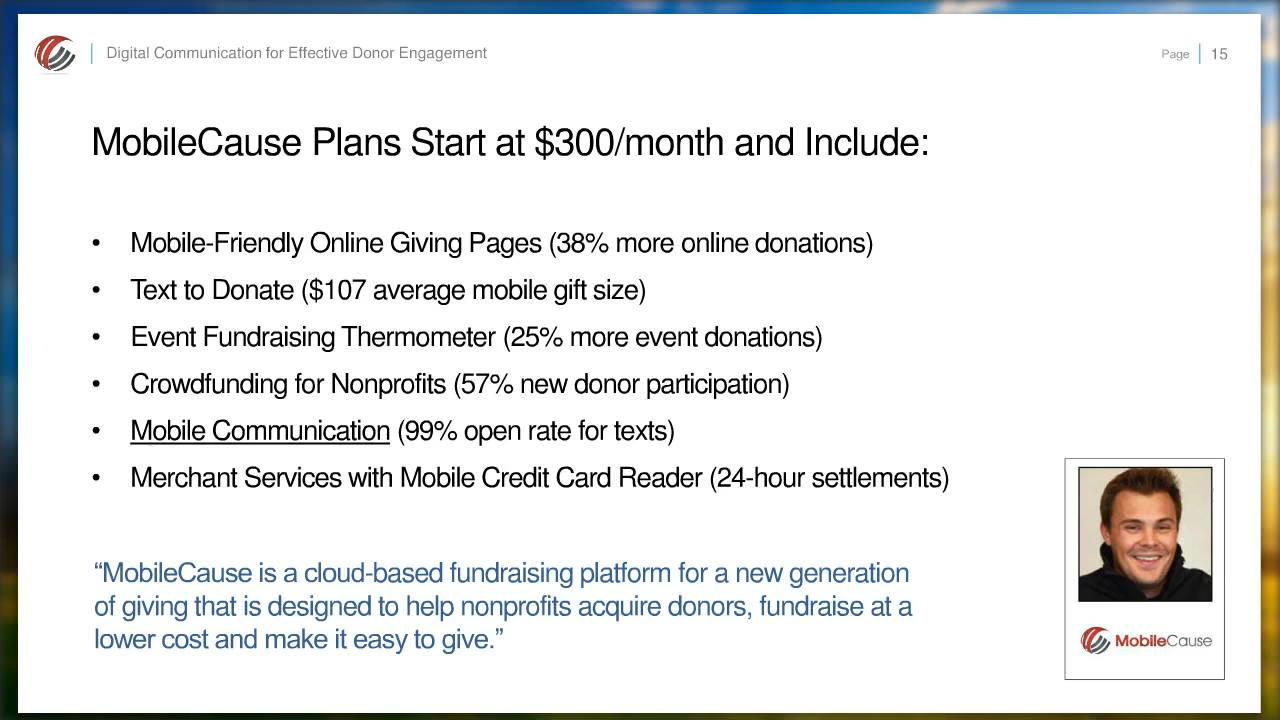 Digital Communication for Effective Donor Engagement
Page 15
MobileCause Plans Start at $300/month and Include:
• Mobile-Friendly Online Giving Pages (38% more online donations)
• Text to Donate ($107 average mobile gift size)
• Event Fundraising Thermometer (25% more event donations)
• Crowdfunding for Nonprofits (57% new donor participation)
• Mobile Communication (99% open rate for texts)
• Merchant Services with Mobile Credit Card Reader (24-hour settlements)
“MobileCause is a cloud-based fundraising platform for a new generation
of giving that is designed to help nonprofits acquire donors, fundraise at a
lower cost and make it easy to give.”
MobileCause